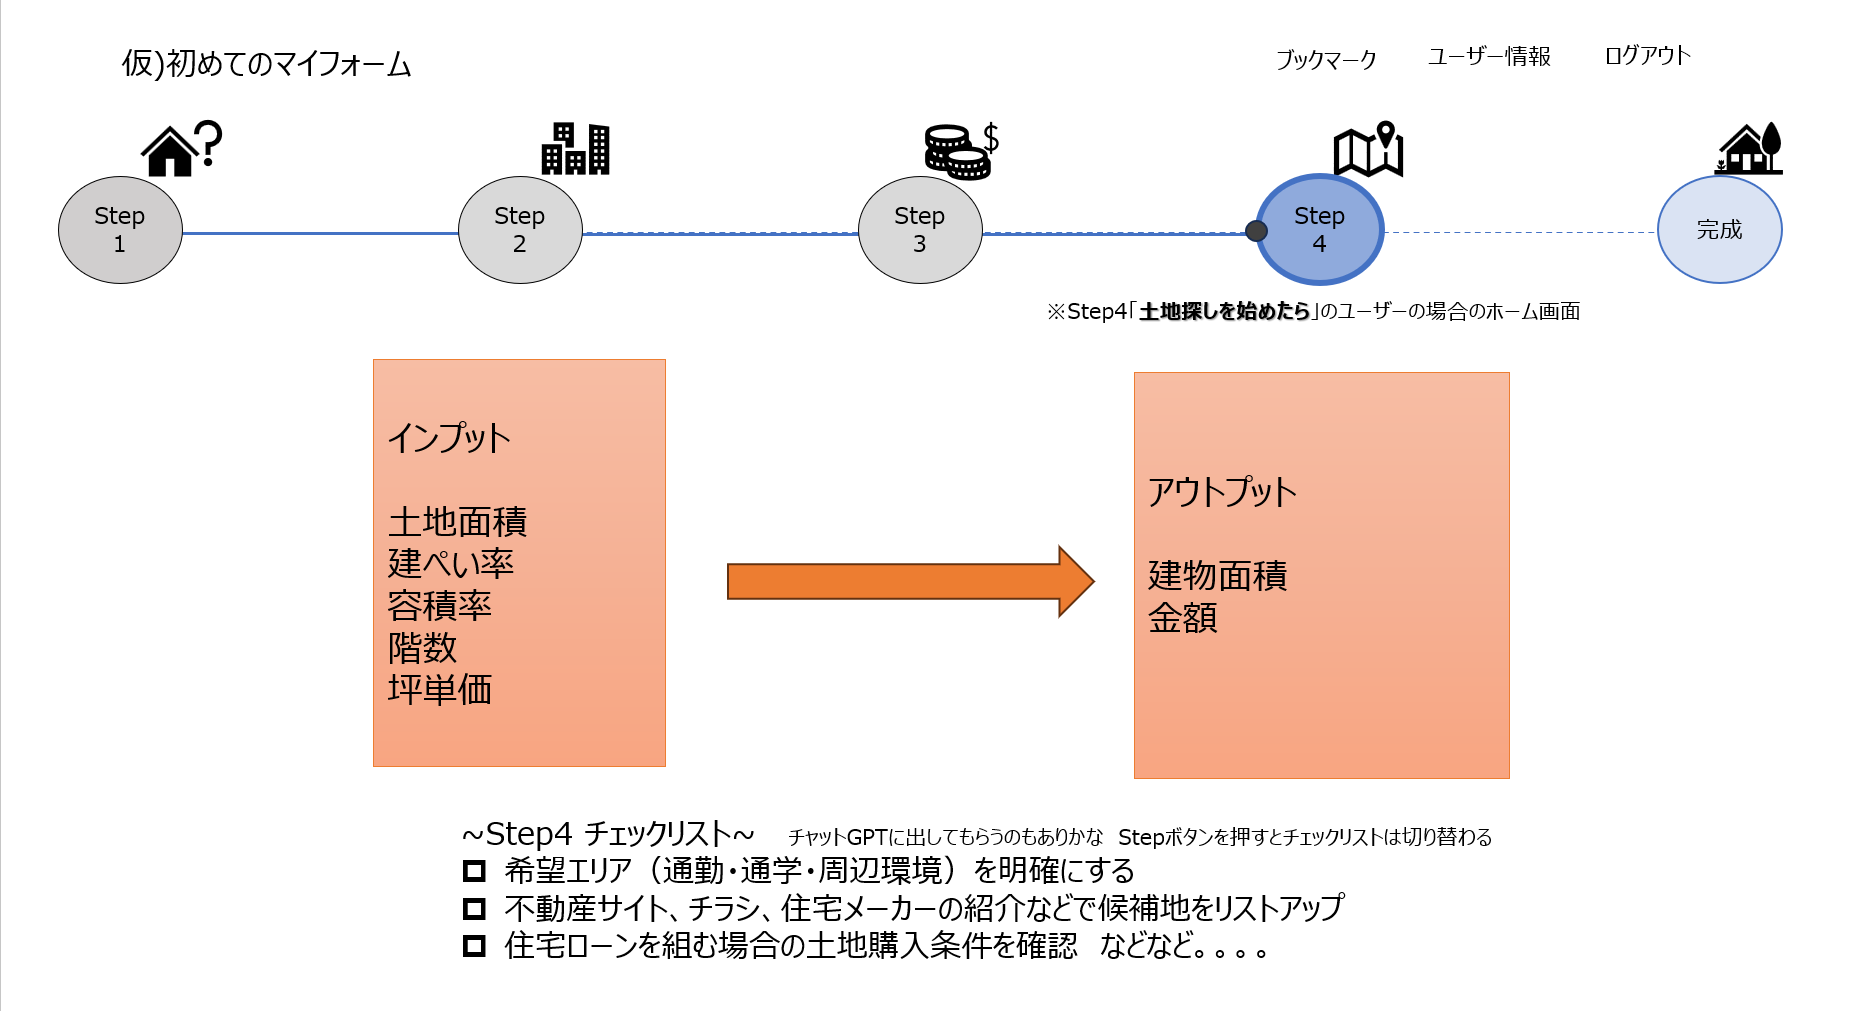 仮)初めてのマイフォーム
ブックマーク
ユーザー情報
ログアウト
?
$
Step
1
Step
2
Step
3
Step
4
完成
※Step4「土地探しを始めたら」のユーザーの場合のホーム画面
インプット
土地面積
建ぺい率
容積率
階数
坪単価
アウトプット
建物面積
金額
~Step4 チェックリスト~ チャットGPTに出してもらうのもありかな Stepボタンを押すとチェックリストは切り替わる
希望エリア（通勤・通学・周辺環境）を明確にする
不動産サイト、チラシ、住宅メーカーの紹介などで候補地をリストアップ
住宅ローンを組む場合の土地購入条件を確認 などなど。。。。